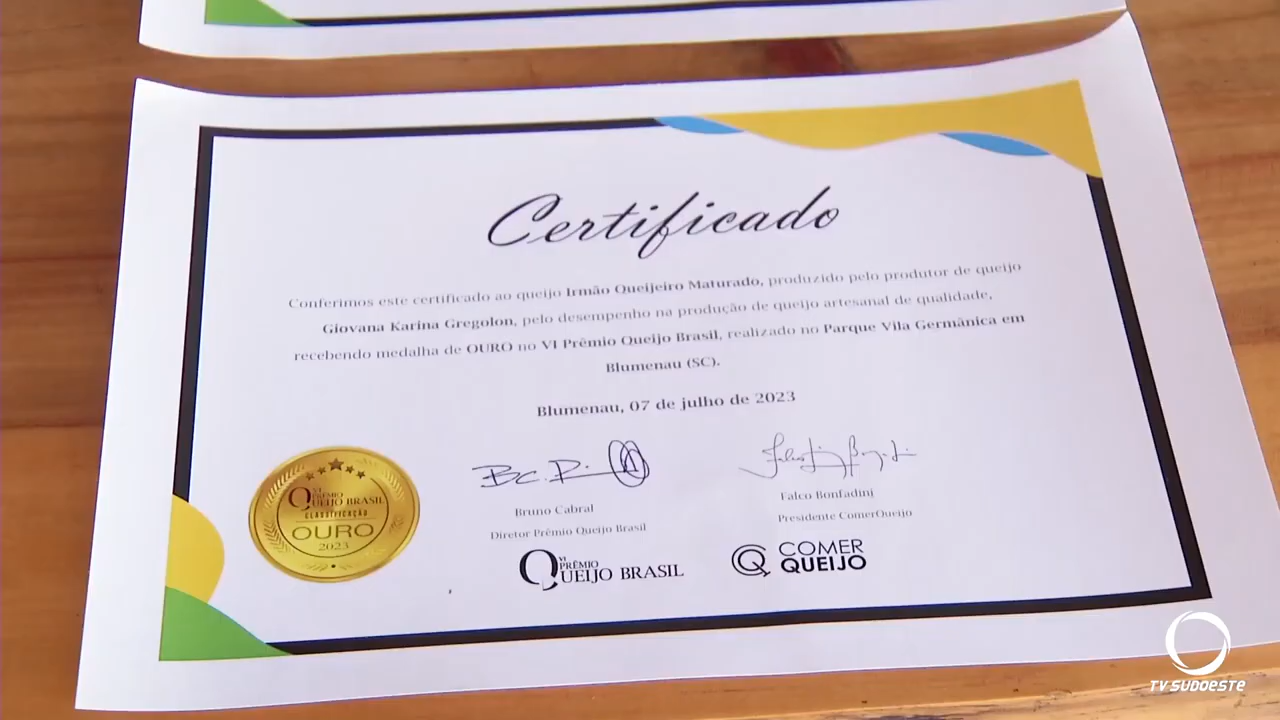 Certificado
Conferimos este certificado ao queijo Irmão Queijeiro Maturado, produzido pelo produtor de queijo
Giovana Karina Gregolon, pelo desempenho na produção de queijo artesanal de qualidade,
recebendo medalha de OURO no VI Prêmio Queijo Brasil, realizado no Parque Vila Germânica em
Blumenau (SC).
Blumenau, 07 de julho de 2023
VI
PRÊMIO
QUEIJO BRASIL
CLASSIFICAÇÃO
OURO
2023
Bruno Cabral
Diretor Prêmio Queijo Brasil
VI
PRÊMIO
QUEIJO BRASIL
Falco Bonfadini
Presidente ComerQueijo
COMER
QUEIJO
TV SUDOESTE